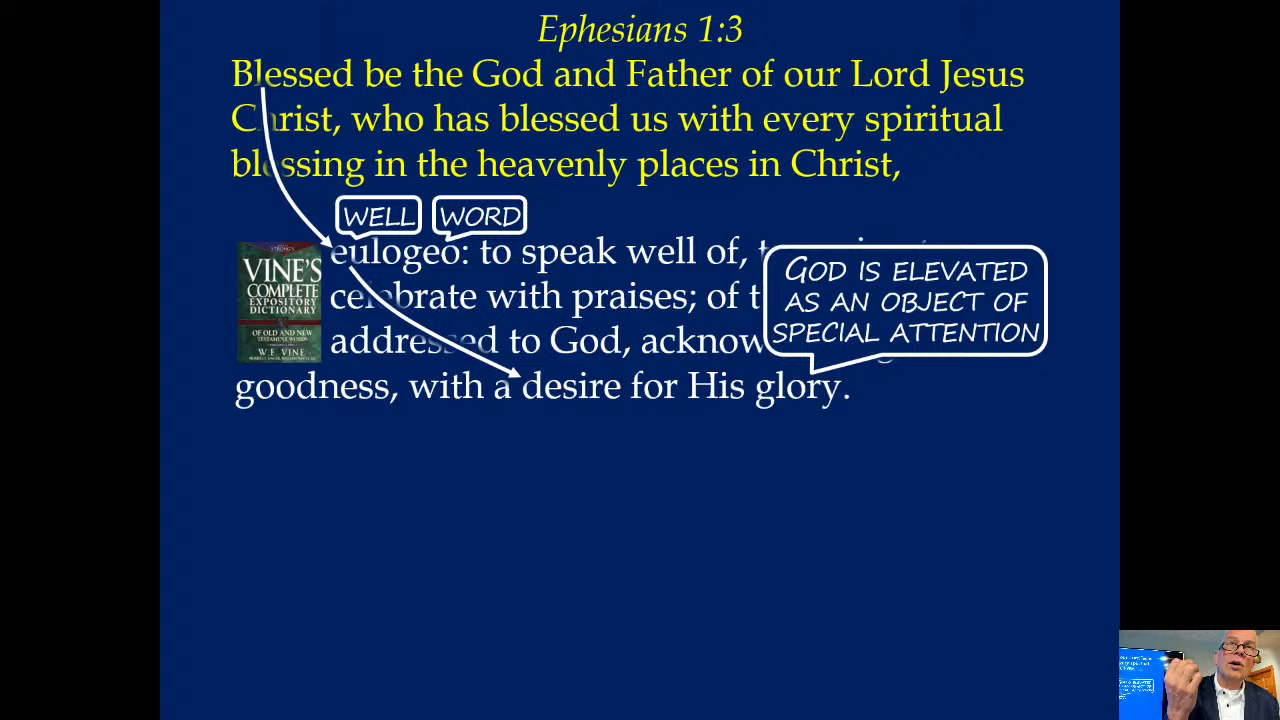 Ephesians 1:3
Blessed be the God and Father of our Lord Jesus
Christ, who has blessed us with every spiritual
blessing in the heavenly places in Christ,
WELL WORD
eulogeo: to speak well of,
celebrate with praises; of
addressed to God,
goodness, with a desire for His glory.
GOD IS ELEVATED
AS AN OBJECT OF
SPECIAL ATTENTION
STRONG'S
VINE'S
COMPLETE
EXPOSITORY
DICTIONARY
OF OLD AND NEW
TESTAMENT WORDS
W.E. VINE